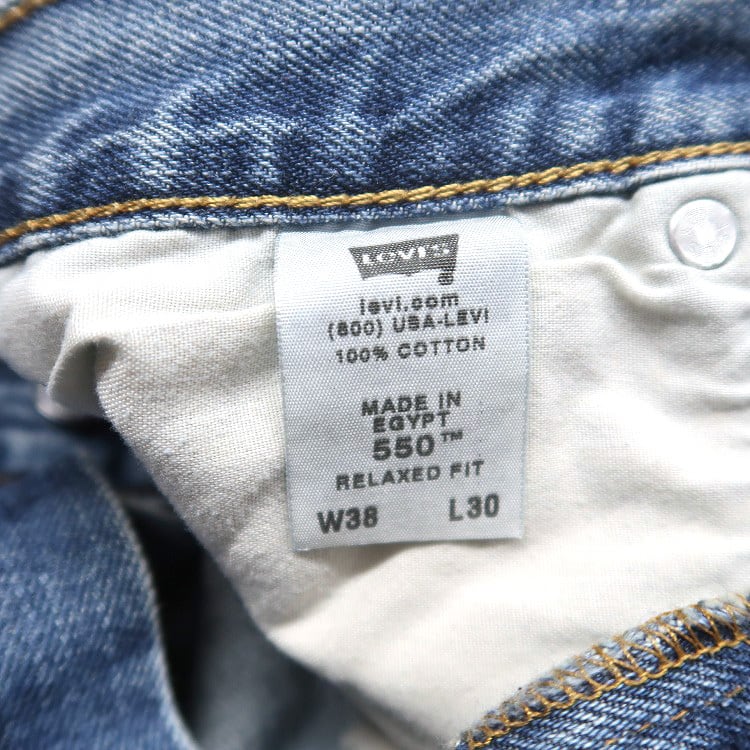 Levi's
levi.com
(800) USA-LEVI
100% COTTON
MADE IN
EGYPT
550™
RELAXED FIT
W38 L30